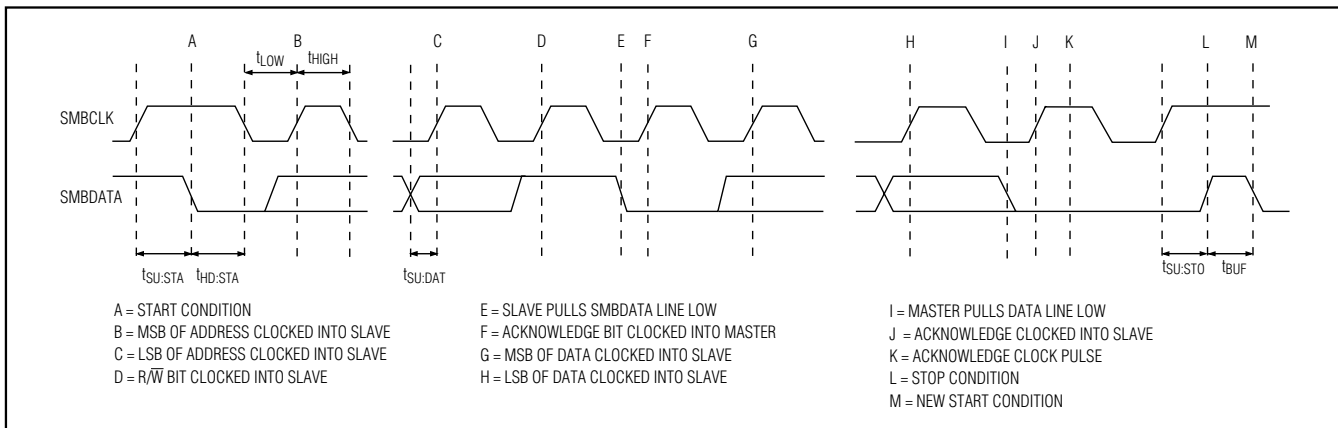 A B C D E F G H I J K L M
tLOW tHIGH
SMBCLK
SMBDATA
tSU:STA tHD:STA tSU:DAT tSU:STO tBUF
A = START CONDITION
B = MSB OF ADDRESS CLOCKED INTO SLAVE
C = LSB OF ADDRESS CLOCKED INTO SLAVE
D = R/W̅ BIT CLOCKED INTO SLAVE
E = SLAVE PULLS SMBDATA LINE LOW
F = ACKNOWLEDGE BIT CLOCKED INTO MASTER
G = MSB OF DATA CLOCKED INTO SLAVE
H = LSB OF DATA CLOCKED INTO SLAVE
I = MASTER PULLS DATA LINE LOW
J = ACKNOWLEDGE CLOCKED INTO SLAVE
K = ACKNOWLEDGE CLOCK PULSE
L = STOP CONDITION
M = NEW START CONDITION